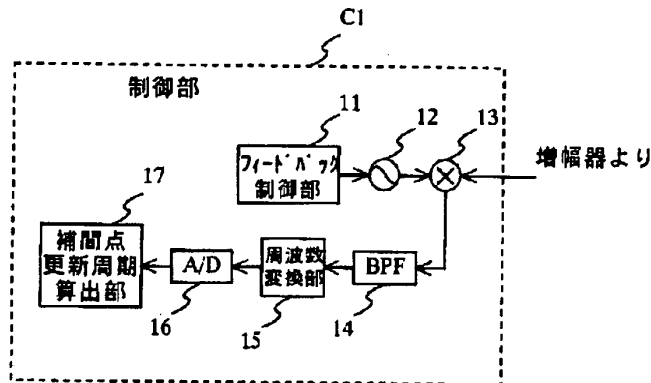 C1
制御部
11
12
13
フィードバック
制御部
増幅器より
17
補間点
更新周期
算出部
A/D
周波数
変換部
BPF
16
15
14